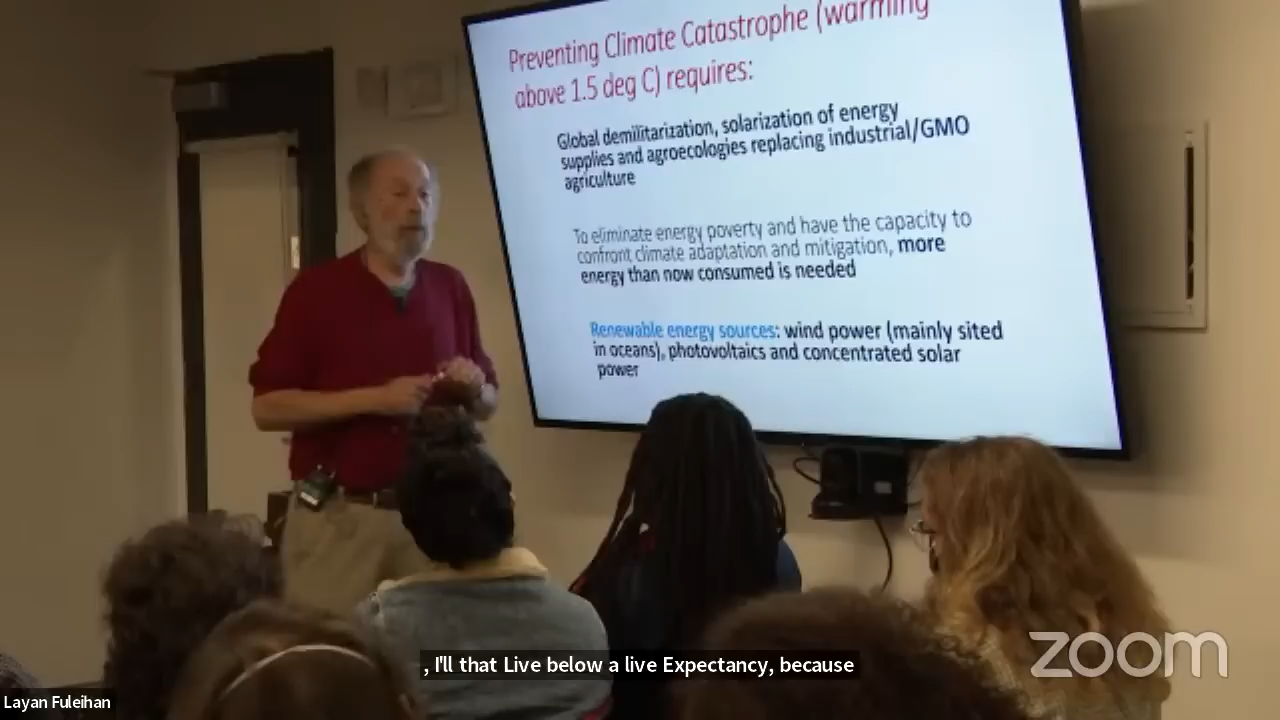 Preventing Climate Catastrophe (warming
above 1.5 deg C) requires:
Global demilitarization, solarization of energy
supplies and agroecologies replacing industrial/GMO
agriculture
To eliminate energy poverty and have the capacity to
confront climate adaptation and mitigation, more
energy than now consumed is needed
Renewable energy sources: wind power (mainly sited
in oceans), photovoltaics and concentrated solar
power
, I'll that Live below a live Expectancy, because
zoom
Layan Fuleihan